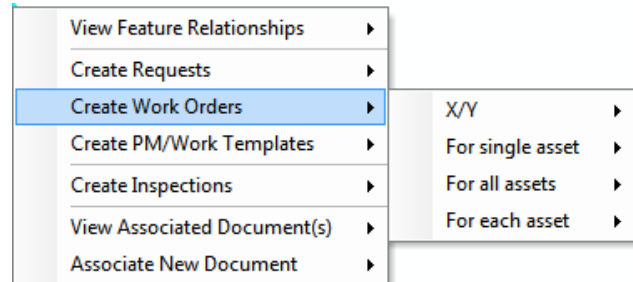 View Feature Relationships
Create Requests
Create Work Orders
Create PM/Work Templates
Create Inspections
View Associated Document(s)
Associate New Document
X/Y
For single asset
For all assets
For each asset